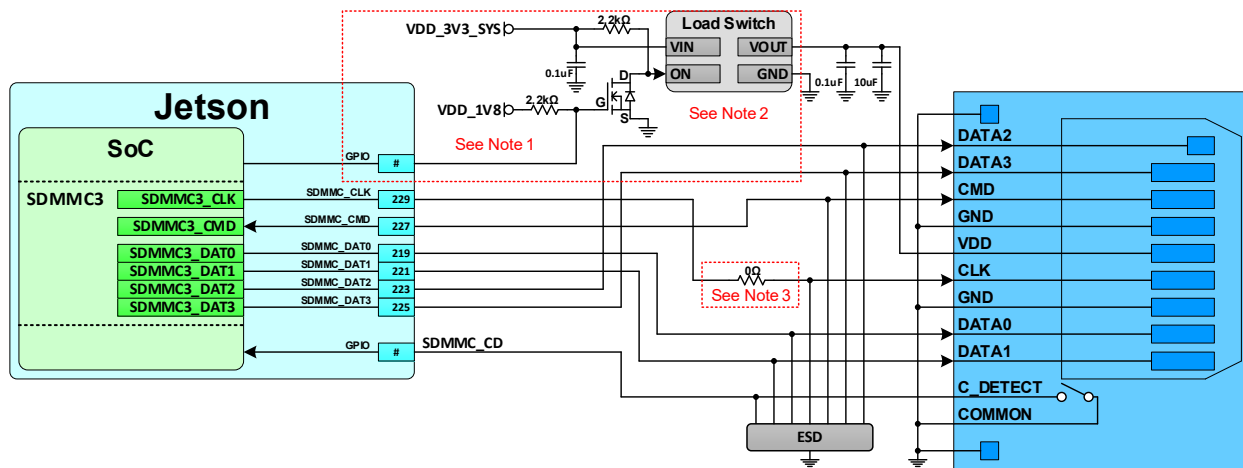 VDD_3V3_SYS
2.2kΩ
Load Switch
VIN
VOUT
ON
GND
0.1uF
0.1uF
10uF
D
G
S
VDD_1V8
2.2kΩ
See Note 1
See Note 2
Jetson
SoC
GPIO
#
SDMMC3
SDMMC3_CLK
SDMMC_CLK
229
SDMMC3_CMD
SDMMC_CMD
227
SDMMC3_DAT0
SDMMC_DAT0
219
SDMMC3_DAT1
SDMMC_DAT1
221
SDMMC3_DAT2
SDMMC_DAT2
223
SDMMC3_DAT3
SDMMC_DAT3
225
GPIO
#
SDMMC_CD
0Ω
See Note 3
ESD
DATA2
DATA3
CMD
GND
VDD
CLK
GND
DATA0
DATA1
C_DETECT
COMMON